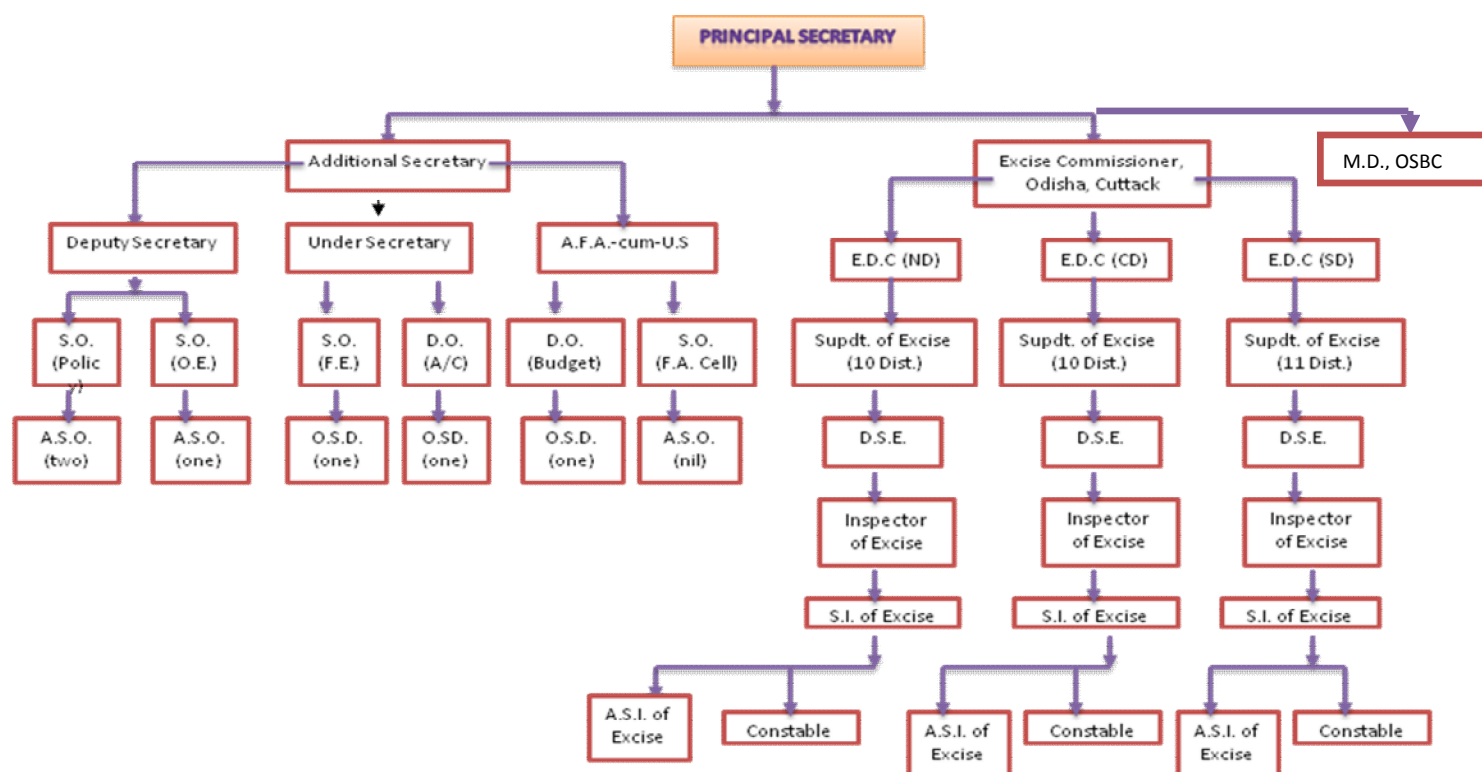 PRINCIPAL SECRETARY
Additional Secretary
Excise Commissioner,
Odisha, Cuttack
M.D., OSBC
Deputy Secretary
Under Secretary
A.F.A.-cum-U.S
E.D.C (ND)
E.D.C (CD)
E.D.C (SD)
S.O.
(Polic
y)
S.O.
(O.E.)
S.O.
(F.E.)
D.O.
(A/C)
D.O.
(Budget)
S.O.
(F.A. Cell)
Supdt. of Excise
(10 Dist.)
Supdt. of Excise
(10 Dist.)
Supdt. of Excise
(11 Dist.)
A.S.O.
(two)
A.S.O.
(one)
O.S.D.
(one)
O.SD.
(one)
O.S.D.
(one)
A.S.O.
(nil)
D.S.E.
D.S.E.
D.S.E.
Inspector
of Excise
Inspector
of Excise
Inspector
of Excise
S.I. of Excise
S.I. of Excise
S.I. of Excise
A.S.I. of
Excise
Constable
A.S.I. of
Excise
Constable
A.S.I. of
Excise
Constable